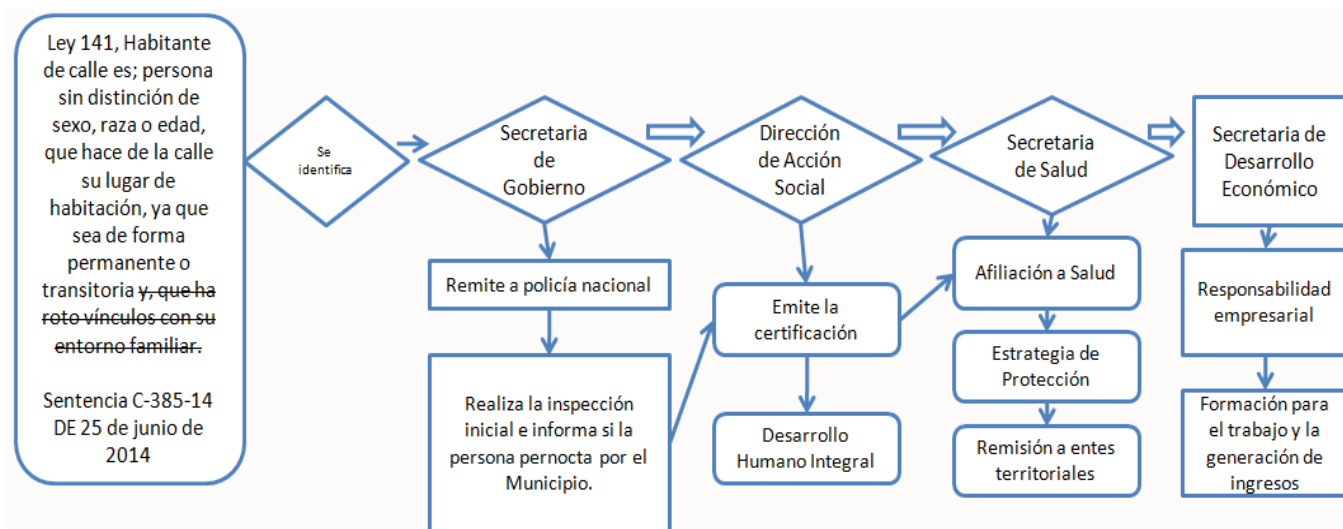 Ley 141, Habitante
de calle es; persona
sin distinción de
sexo, raza o edad,
que hace de la calle
su lugar de
habitación, ya que
sea de forma
permanente o
transitoria y, que ha
roto vínculos con su
entorno familiar.
Sentencia C-385-14
DE 25 de junio de
2014
Se
identifica
Secretaria
de
Gobierno
Remite a policía nacional
Realiza la inspección
inicial e informa si la
persona pernocta por el
Municipio.
Dirección
de Acción
Social
Emite la
certificación
Desarrollo
Humano Integral
Secretaria
de Salud
Afiliación a Salud
Estrategia de
Protección
Remisión a entes
territoriales
Secretaria de
Desarrollo
Económico
Responsabilidad
empresarial
Formación para
el trabajo y la
generación de
ingresos